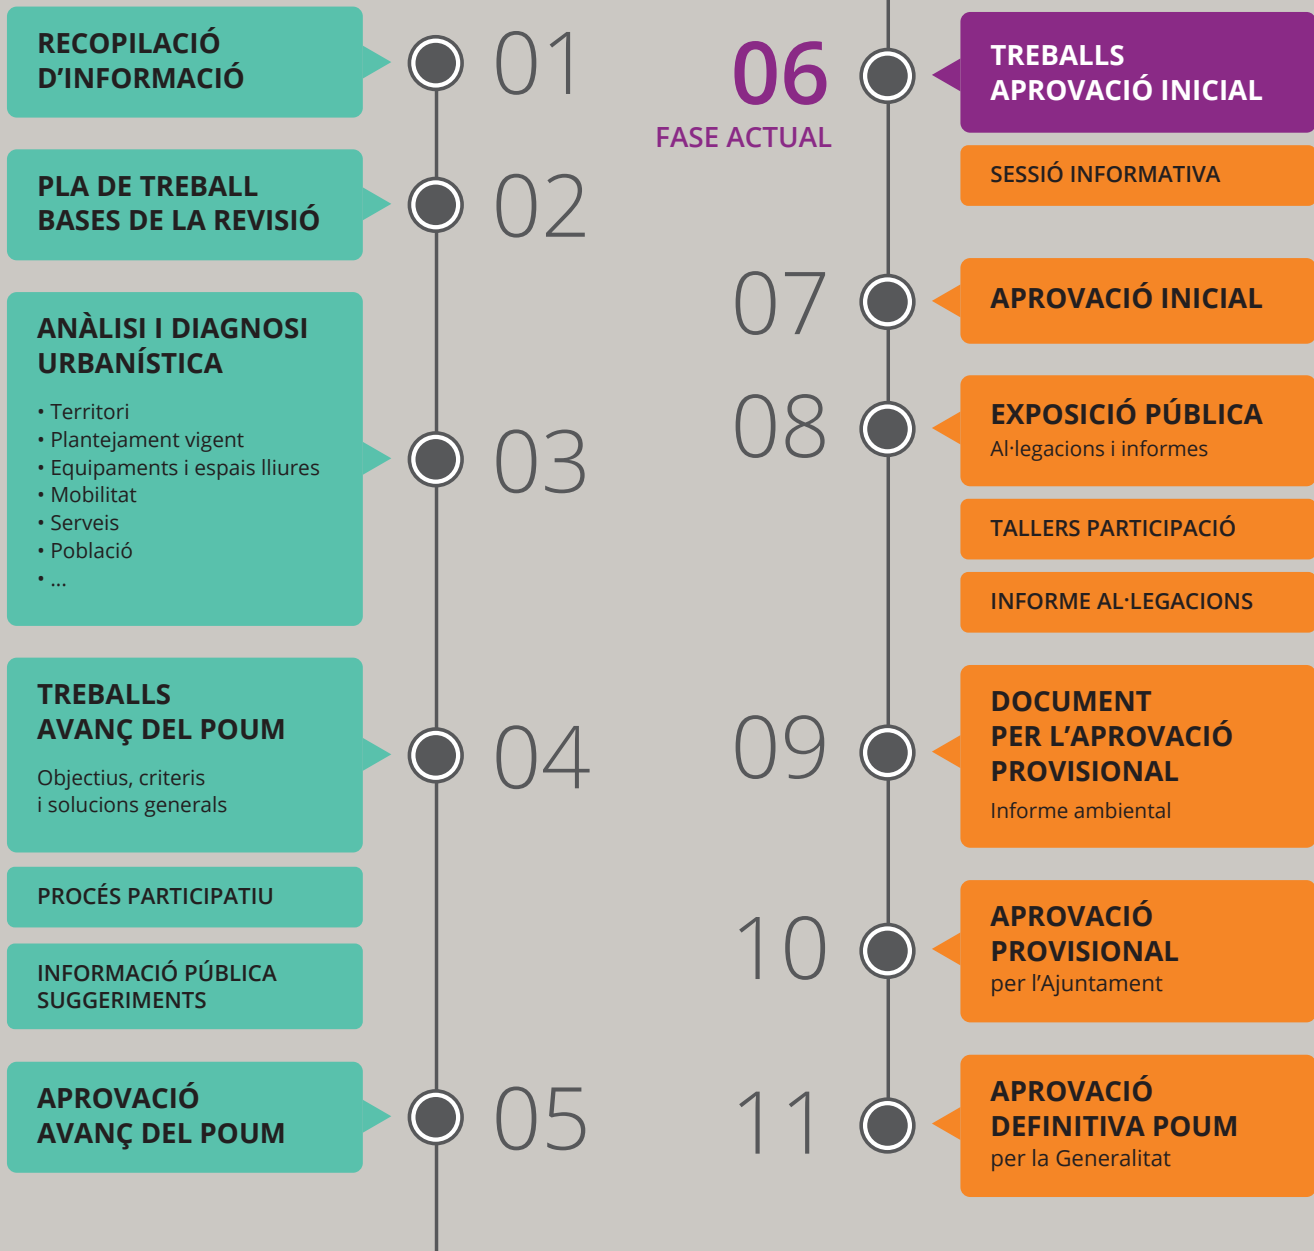 01
RECOPILACIÓ
D'INFORMACIÓ
02
PLA DE TREBALL
BASES DE LA REVISIÓ
03
ANÀLISI I DIAGNOSI
URBANÍSTICA
• Territori
• Plantejament vigent
• Equipaments i espais lliures
• Mobilitat
• Serveis
• Població
• ...
04
TREBALLS
AVANÇ DEL POUM
Objectius, criteris
i solucions generals
PROCÉS PARTICIPATIU
INFORMACIÓ PÚBLICA
SUGGERIMENTS
05
APROVACIÓ
AVANÇ DEL POUM
06
FASE ACTUAL
TREBALLS
APROVACIÓ INICIAL
SESSIÓ INFORMATIVA
07
APROVACIÓ INICIAL
08
EXPOSICIÓ PÚBLICA
Al·legacions i informes
TALLERS PARTICIPACIÓ
INFORME AL·LEGACIONS
09
DOCUMENT
PER L'APROVACIÓ
PROVISIONAL
Informe ambiental
10
APROVACIÓ
PROVISIONAL
per l'Ajuntament
11
APROVACIÓ
DEFINITIVA POUM
per la Generalitat